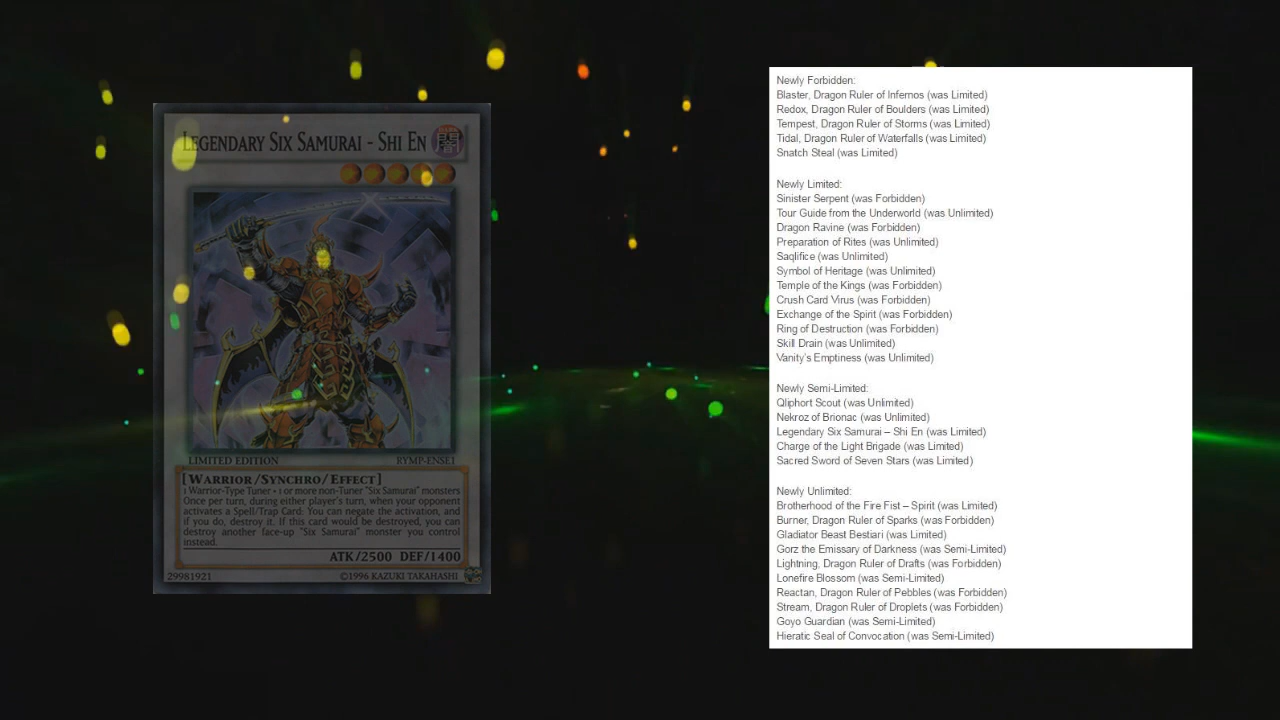 LEGENDARY SIX SAMURAI - SHI EN
DARK
闇
LIMITED EDITION
RYMP-ENSE1
[WARRIOR/SYNCHRO/EFFECT]
1 Warrior-Type Tuner + 1 or more non-Tuner "Six Samurai" monsters
Once per turn, during either player's turn, when your opponent
activates a Spell/Trap Card: You can negate the activation, and
if you do, destroy it. If this card would be destroyed, you can
destroy another face-up "Six Samurai" monster you control
instead.
ATK/2500 DEF/1400
29981921
©1996 KAZUKI TAKAHASHI
Newly Forbidden:
Blaster, Dragon Ruler of Infernos (was Limited)
Redox, Dragon Ruler of Boulders (was Limited)
Tempest, Dragon Ruler of Storms (was Limited)
Tidal, Dragon Ruler of Waterfalls (was Limited)
Snatch Steal (was Limited)
Newly Limited:
Sinister Serpent (was Forbidden)
Tour Guide from the Underworld (was Unlimited)
Dragon Ravine (was Forbidden)
Preparation of Rites (was Unlimited)
Saqlifice (was Unlimited)
Symbol of Heritage (was Unlimited)
Temple of the Kings (was Forbidden)
Crush Card Virus (was Forbidden)
Exchange of the Spirit (was Forbidden)
Ring of Destruction (was Forbidden)
Skill Drain (was Unlimited)
Vanity's Emptiness (was Unlimited)
Newly Semi-Limited:
Qliphort Scout (was Unlimited)
Nekroz of Brionac (was Unlimited)
Legendary Six Samurai – Shi En (was Limited)
Charge of the Light Brigade (was Limited)
Sacred Sword of Seven Stars (was Limited)
Newly Unlimited:
Brotherhood of the Fire Fist – Spirit (was Limited)
Burner, Dragon Ruler of Sparks (was Forbidden)
Gladiator Beast Bestiari (was Limited)
Gorz the Emissary of Darkness (was Semi-Limited)
Lightning, Dragon Ruler of Drafts (was Forbidden)
Lonefire Blossom (was Semi-Limited)
Reactan, Dragon Ruler of Pebbles (was Forbidden)
Stream, Dragon Ruler of Droplets (was Forbidden)
Goyo Guardian (was Semi-Limited)
Hieratic Seal of Convocation (was Semi-Limited)